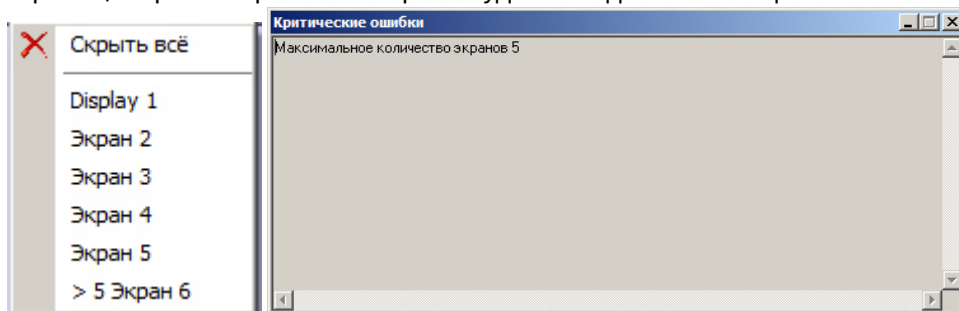 Скрыть всё
Display 1
Экран 2
Экран 3
Экран 4
Экран 5
> 5 Экран 6
Критические ошибки
Максимальное количество экранов 5